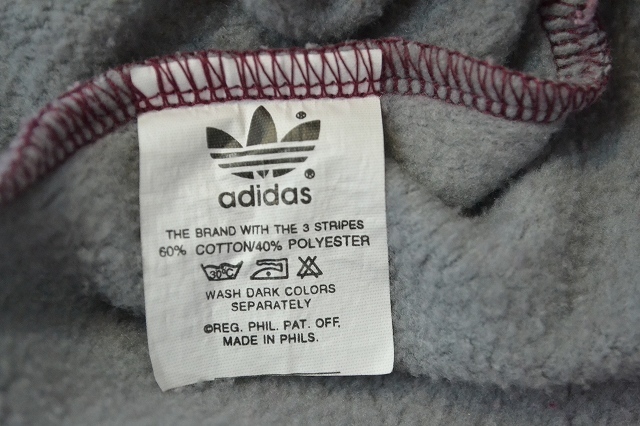 ®
adidas®
THE BRAND WITH THE 3 STRIPES
60% COTTON/40% POLYESTER
30°C
WASH DARK COLORS
SEPARATELY
©REG. PHIL. PAT. OFF.
MADE IN PHILS.